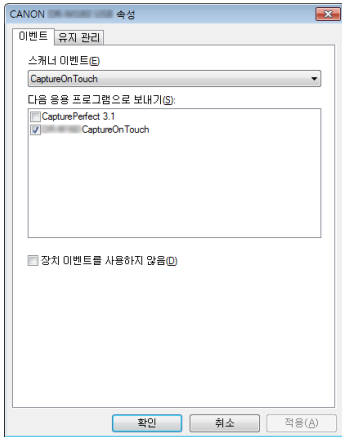 CANON 속성
이벤트 유지 관리
스캐너 이벤트(E)
CaptureOnTouch
다음 응용 프로그램으로 보내기(S):
CapturePerfect 3.1
CaptureOnTouch
장치 이벤트를 사용하지 않음(D)
확인 취소 적용(A)